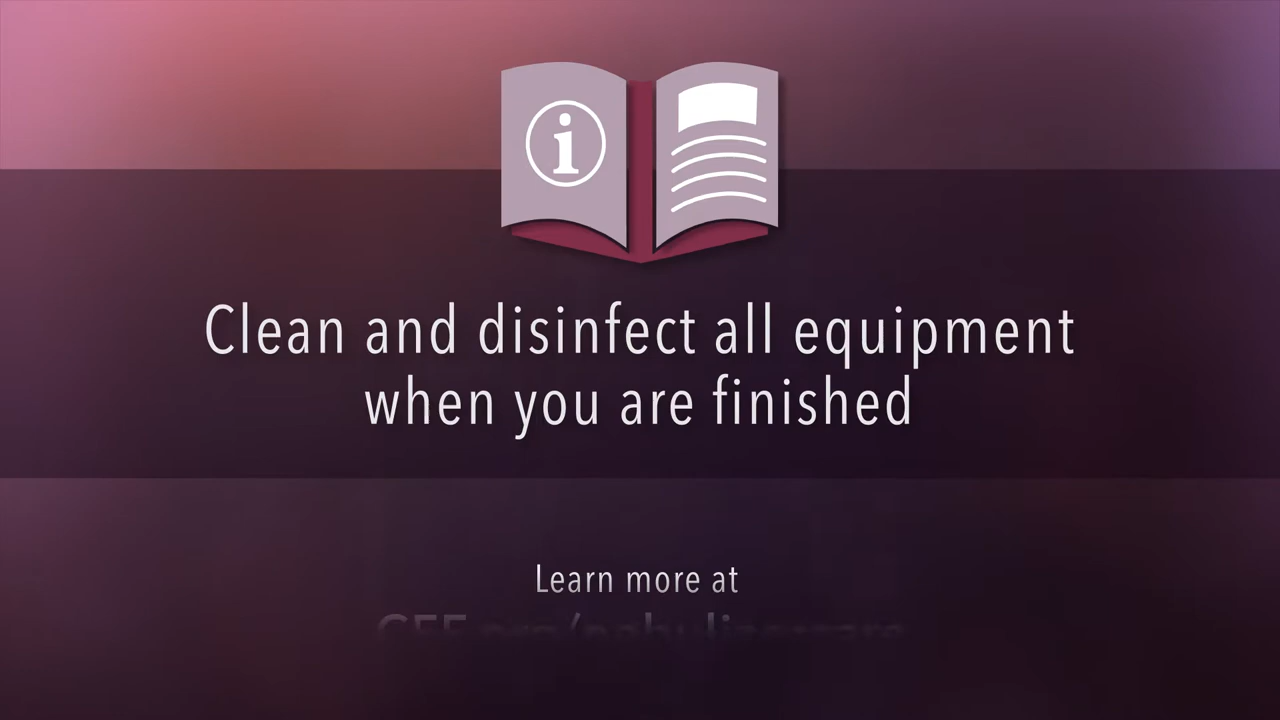 i
Clean and disinfect all equipment
when you are finished
Learn more at